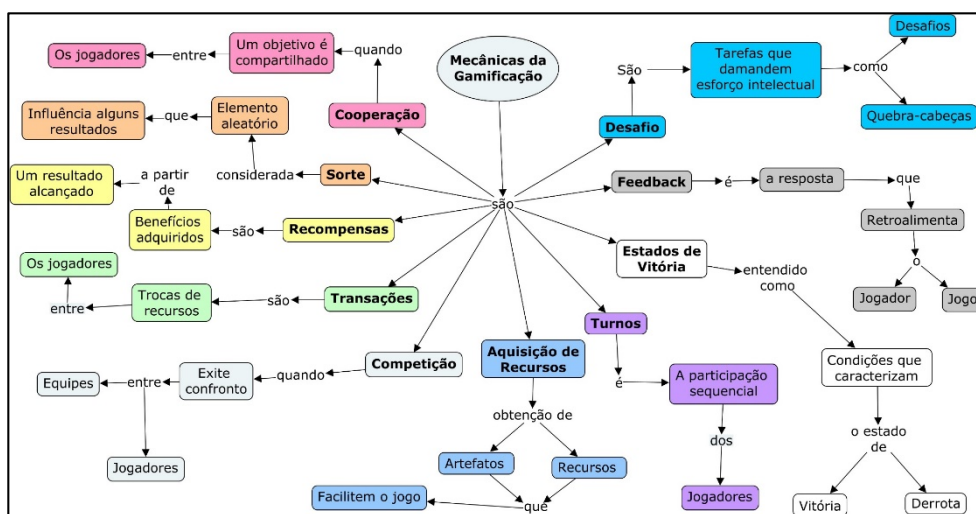 Mecânicas da
Gamificação
são
Cooperação
quando
Um objetivo é
compartilhado
entre
Os jogadores
Sorte
considerada
Elemento
aleatório
que
Influência alguns
resultados
Recompensas
são
Benefícios
adquiridos
a partir
de
Um resultado
alcançado
Transações
são
Trocas de
recursos
entre
Os jogadores
Competição
quando
Exite
confronto
entre
Equipes
Jogadores
Aquisição de
Recursos
obtenção de
Artefatos
Recursos
que
Facilitem o jogo
Turnos
é
A participação
sequencial
dos
Jogadores
Estados de
Vitória
entendido
como
Condições que
caracterizam
o estado
de
Vitória
Derrota
Feedback
é
a resposta
que
Retroalimenta
o
Jogador
Jogo
Desafio
São
Tarefas que
damandem
esforço intelectual
como
Desafios
Quebra-cabeças